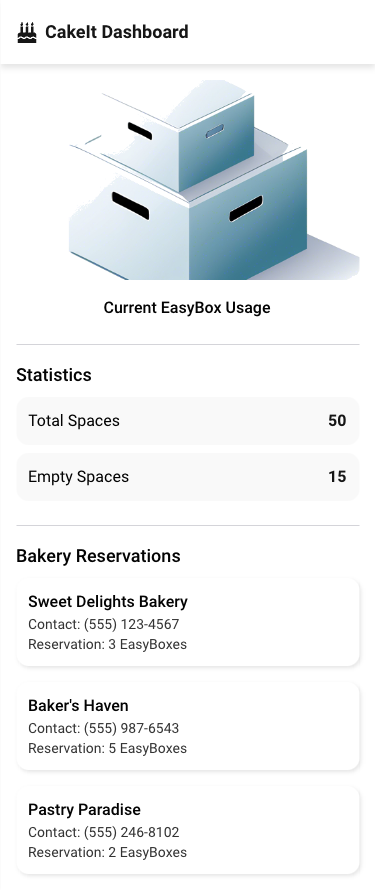 CakeIt Dashboard
Current EasyBox Usage
Statistics
Total Spaces 50
Empty Spaces 15
Bakery Reservations
Sweet Delights Bakery
Contact: (555) 123-4567
Reservation: 3 EasyBoxes
Baker's Haven
Contact: (555) 987-6543
Reservation: 5 EasyBoxes
Pastry Paradise
Contact: (555) 246-8102
Reservation: 2 EasyBoxes